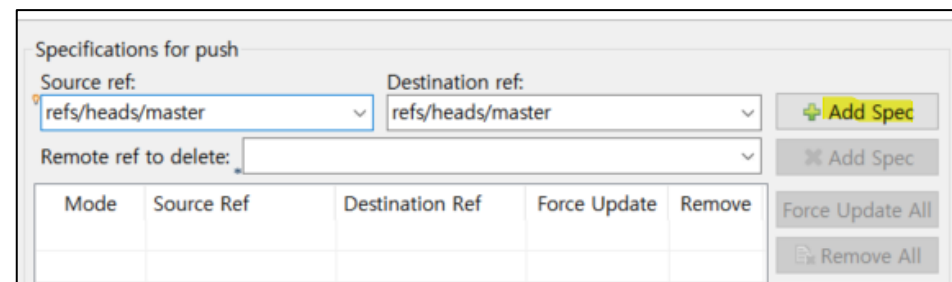 Specifications for push
Source ref: Destination ref:
refs/heads/master refs/heads/master Add Spec
Remote ref to delete: Add Spec
Mode Source Ref Destination Ref Force Update Remove Force Update All
Remove All